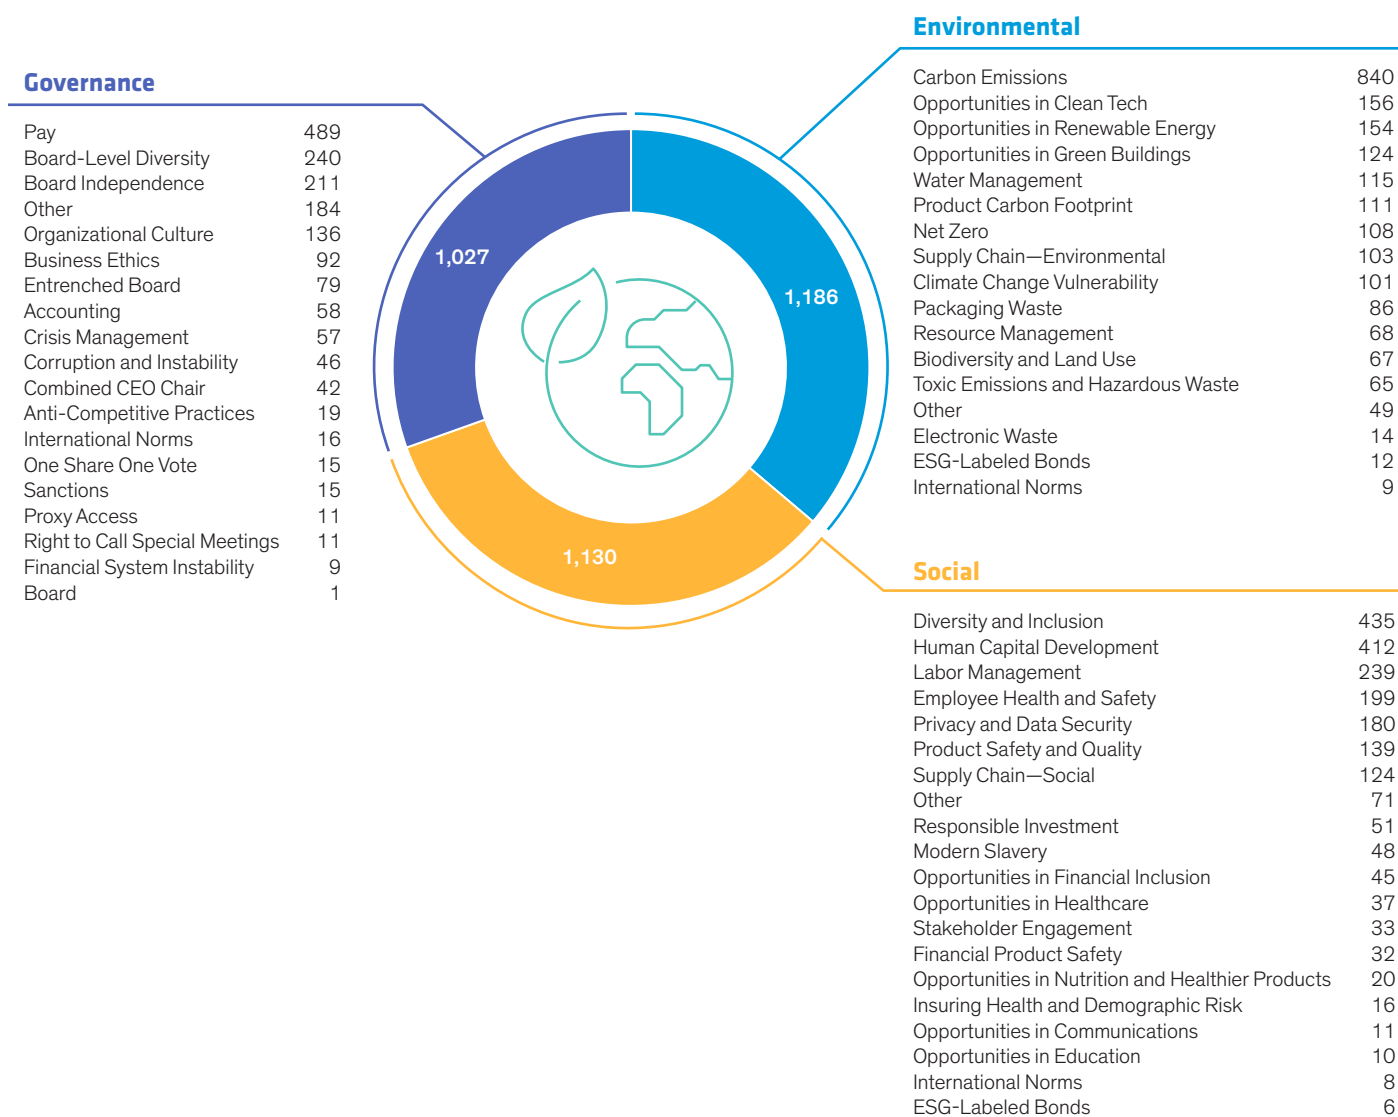 Governance
Pay 489
Board-Level Diversity 240
Board Independence 211
Other 184
Organizational Culture 136
Business Ethics 92
Entrenched Board 79
Accounting 58
Crisis Management 57
Corruption and Instability 46
Combined CEO Chair 42
Anti-Competitive Practices 19
International Norms 16
One Share One Vote 15
Sanctions 15
Proxy Access 11
Right to Call Special Meetings 11
Financial System Instability 9
Board 1
1,027
1,186
1,130
Environmental
Carbon Emissions 840
Opportunities in Clean Tech 156
Opportunities in Renewable Energy 154
Opportunities in Green Buildings 124
Water Management 115
Product Carbon Footprint 111
Net Zero 108
Supply Chain—Environmental 103
Climate Change Vulnerability 101
Packaging Waste 86
Resource Management 68
Biodiversity and Land Use 67
Toxic Emissions and Hazardous Waste 65
Other 49
Electronic Waste 14
ESG-Labeled Bonds 12
International Norms 9
Social
Diversity and Inclusion 435
Human Capital Development 412
Labor Management 239
Employee Health and Safety 199
Privacy and Data Security 180
Product Safety and Quality 139
Supply Chain—Social 124
Other 71
Responsible Investment 51
Modern Slavery 48
Opportunities in Financial Inclusion 45
Opportunities in Healthcare 37
Stakeholder Engagement 33
Financial Product Safety 32
Opportunities in Nutrition and Healthier Products 20
Insuring Health and Demographic Risk 16
Opportunities in Communications 11
Opportunities in Education 10
International Norms 8
ESG-Labeled Bonds 6